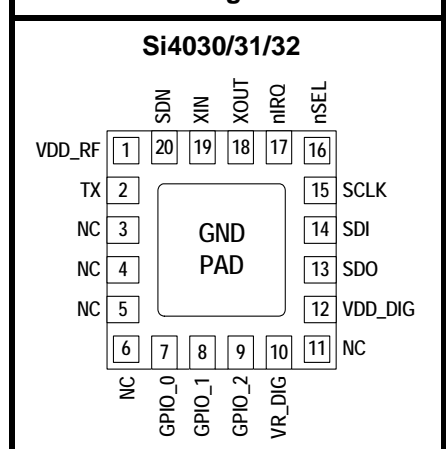 Si4030/31/32
SDN
XIN
XOUT
nIRQ
nSEL
VDD_RF 1 20 19 18 17 16
TX 2 15 SCLK
NC 3 GND 14 SDI
NC 4 PAD 13 SDO
NC 5 12 VDD_DIG
6 7 8 9 10 11 NC
NC
GPIO_0
GPIO_1
GPIO_2
VR_DIG